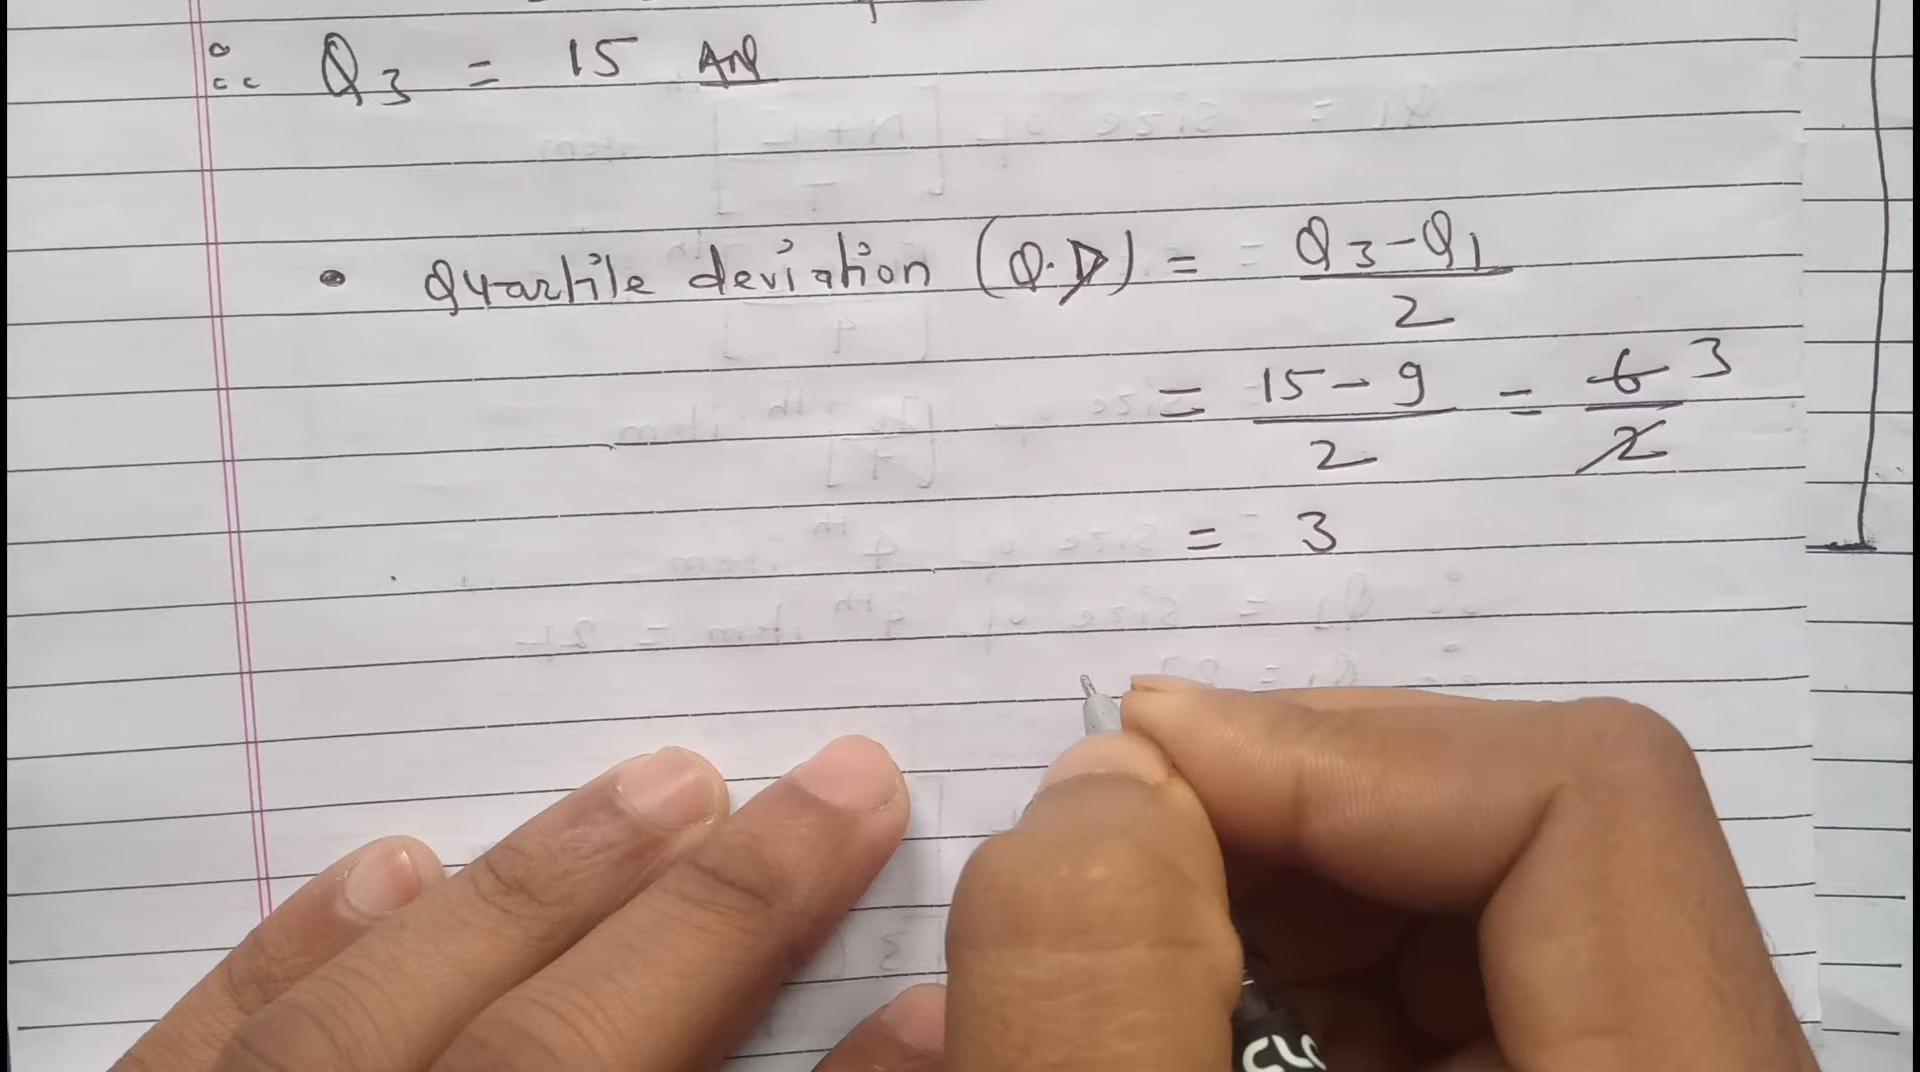 ∴ Q3 = 15 Ans
• Quartile deviation (Q.D) = Q3-Q1 / 2
= 15-9 / 2 = 6 / 2 3
= 3